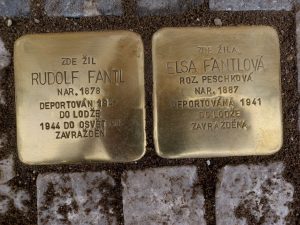 ZDE ŽIL
RUDOLF FANTL
NAR. 1878
DEPORTOVÁN
DO LODŽE
1944 DO
ZAVRAŽDĚN
ZDE ŽILA
ELSA FANTLOVÁ
ROZ. PESCHKOVÁ
NAR. 1887
DEPORTOVÁNA 1941
DO LODŽE
ZAVRAŽDĚNA